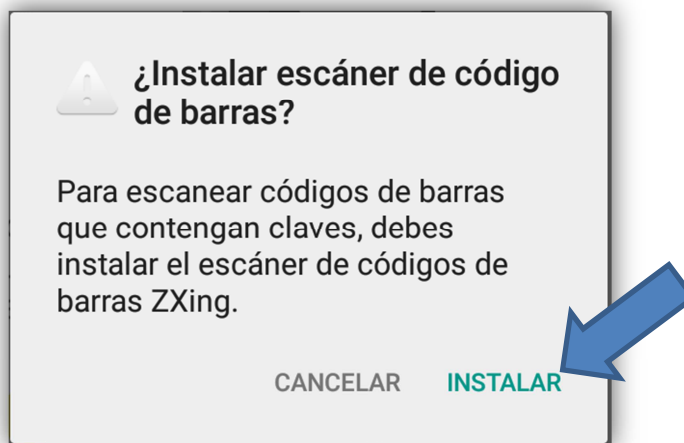 ¿Instalar escáner de código
de barras?
Para escanear códigos de barras
que contengan claves, debes
instalar el escáner de códigos de
barras ZXing.
CANCELAR INSTALAR